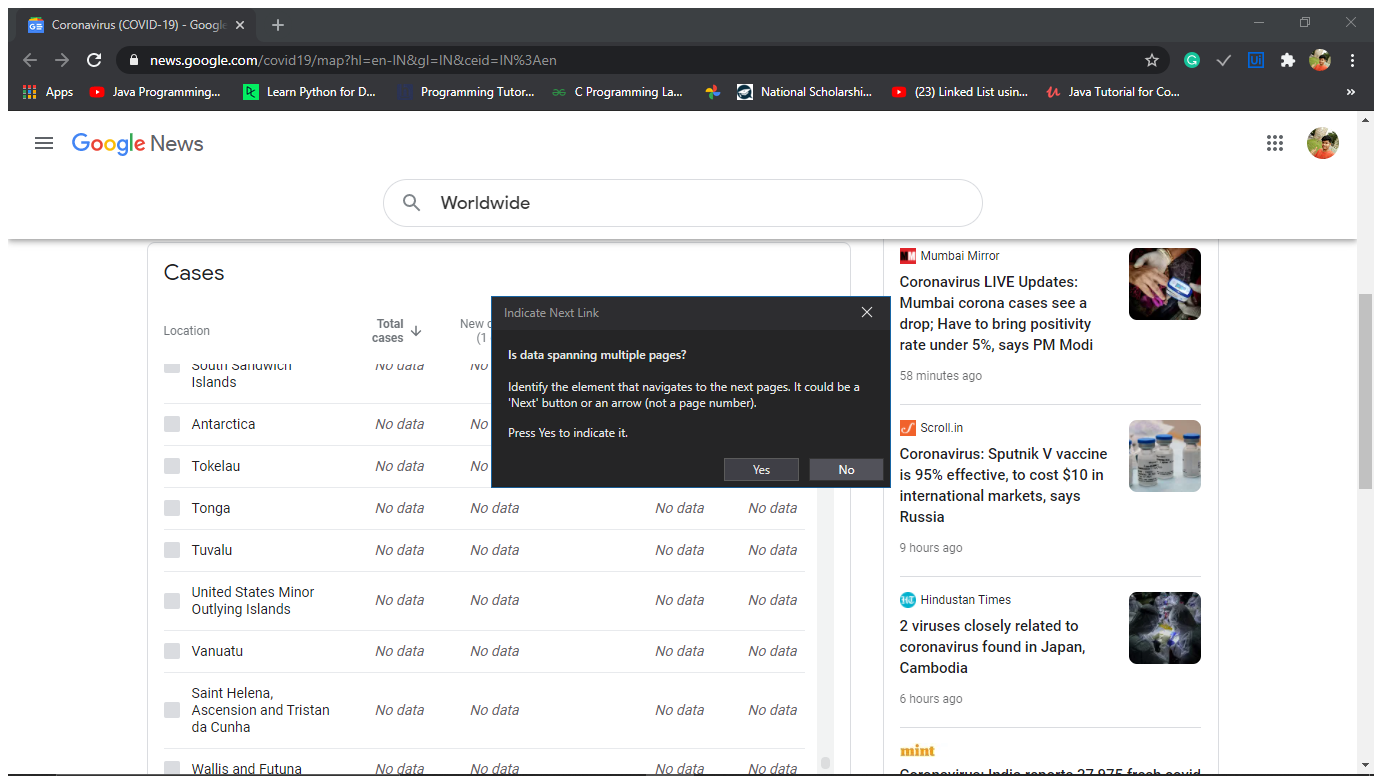 Coronavirus (COVID-19) - Google
news.google.com/covid19/map?hl=en-IN&gl=IN&ceid=IN%3Aen
Apps Java Programming... Learn Python for D... Programming Tutor... C Programming La... National Scholarshi... (23) Linked List usin... Java Tutorial for Co... »
Google News
Worldwide
Cases
Location
Total cases
New c
(1
South Sandwich
Islands
No data
No
Antarctica No data No
Tokelau No data No
Tonga No data No data No data No data
Tuvalu No data No data No data No data
United States Minor
Outlying Islands
No data No data No data No data
Vanuatu No data No data No data No data
Saint Helena,
Ascension and Tristan
da Cunha
No data No data No data No data
Wallis and Futuna No data No data No data No data
Indicate Next Link
Is data spanning multiple pages?
Identify the element that navigates to the next pages. It could be a
'Next' button or an arrow (not a page number).
Press Yes to indicate it.
Yes No
Mumbai Mirror
Coronavirus LIVE Updates:
Mumbai corona cases see a
drop; Have to bring positivity
rate under 5%, says PM Modi
58 minutes ago
Scroll.in
Coronavirus: Sputnik V vaccine
is 95% effective, to cost $10 in
international markets, says
Russia
9 hours ago
Hindustan Times
2 viruses closely related to
coronavirus found in Japan,
Cambodia
6 hours ago
mint
Coronavirus: India reports 37,975 fresh covid